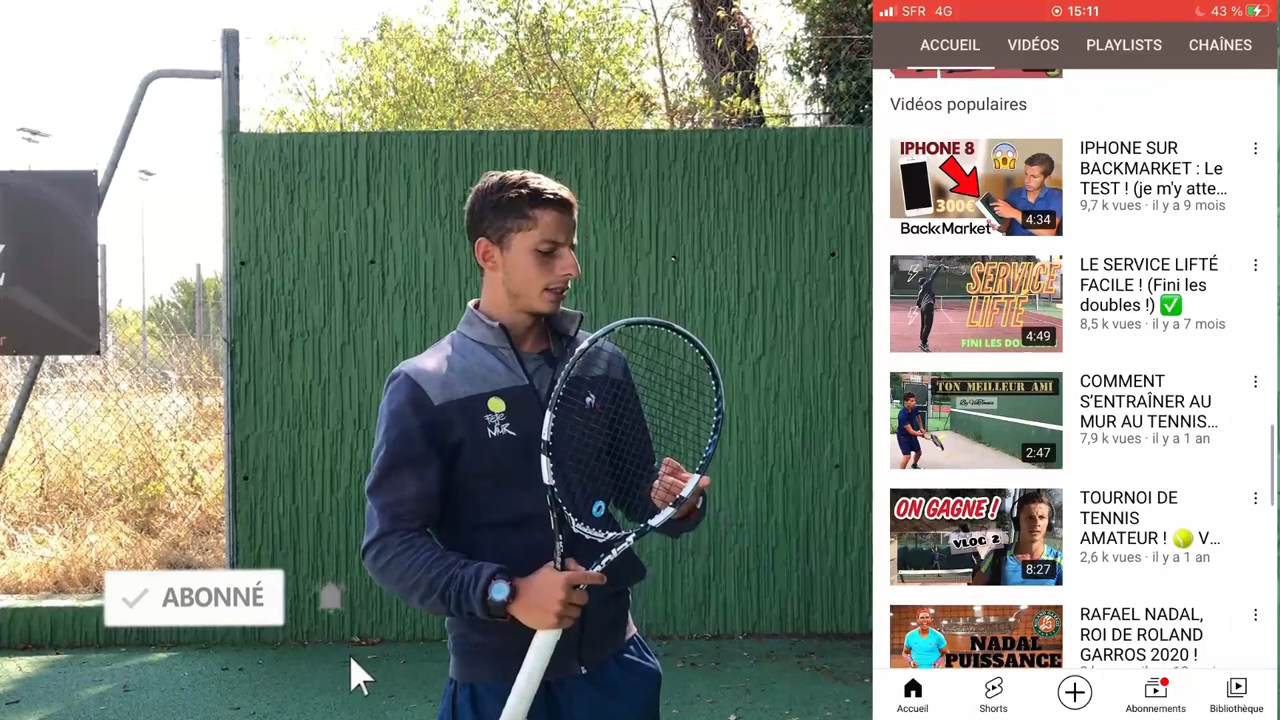 SFR 4G
15:11
43 %
ACCUEIL VIDÉOS PLAYLISTS CHAÎNES
Vidéos populaires
IPHONE 8
300€
BackMarket
4:34
IPHONE SUR
BACKMARKET : Le
TEST ! (je m'y atte...
9,7 k vues · il y a 9 mois
SERVICE
LIFTÉ
4:49
LE SERVICE LIFTÉ
FACILE ! (Fini les
doubles !) ✅
8,5 k vues · il y a 7 mois
TON MEILLEUR AMI
2:47
COMMENT
S'ENTRAÎNER AU
MUR AU TENNIS...
7,9 k vues · il y a 1 an
ON GAGNE !
VLOG 2
8:27
TOURNOI DE
TENNIS
AMATEUR ! 🎾 V...
2,6 k vues · il y a 1 an
NADAL
PUISSANCE
RAFAEL NADAL,
ROI DE ROLAND
GARROS 2020 !
Accueil Shorts Abonnements Bibliothèque
ABONNÉ